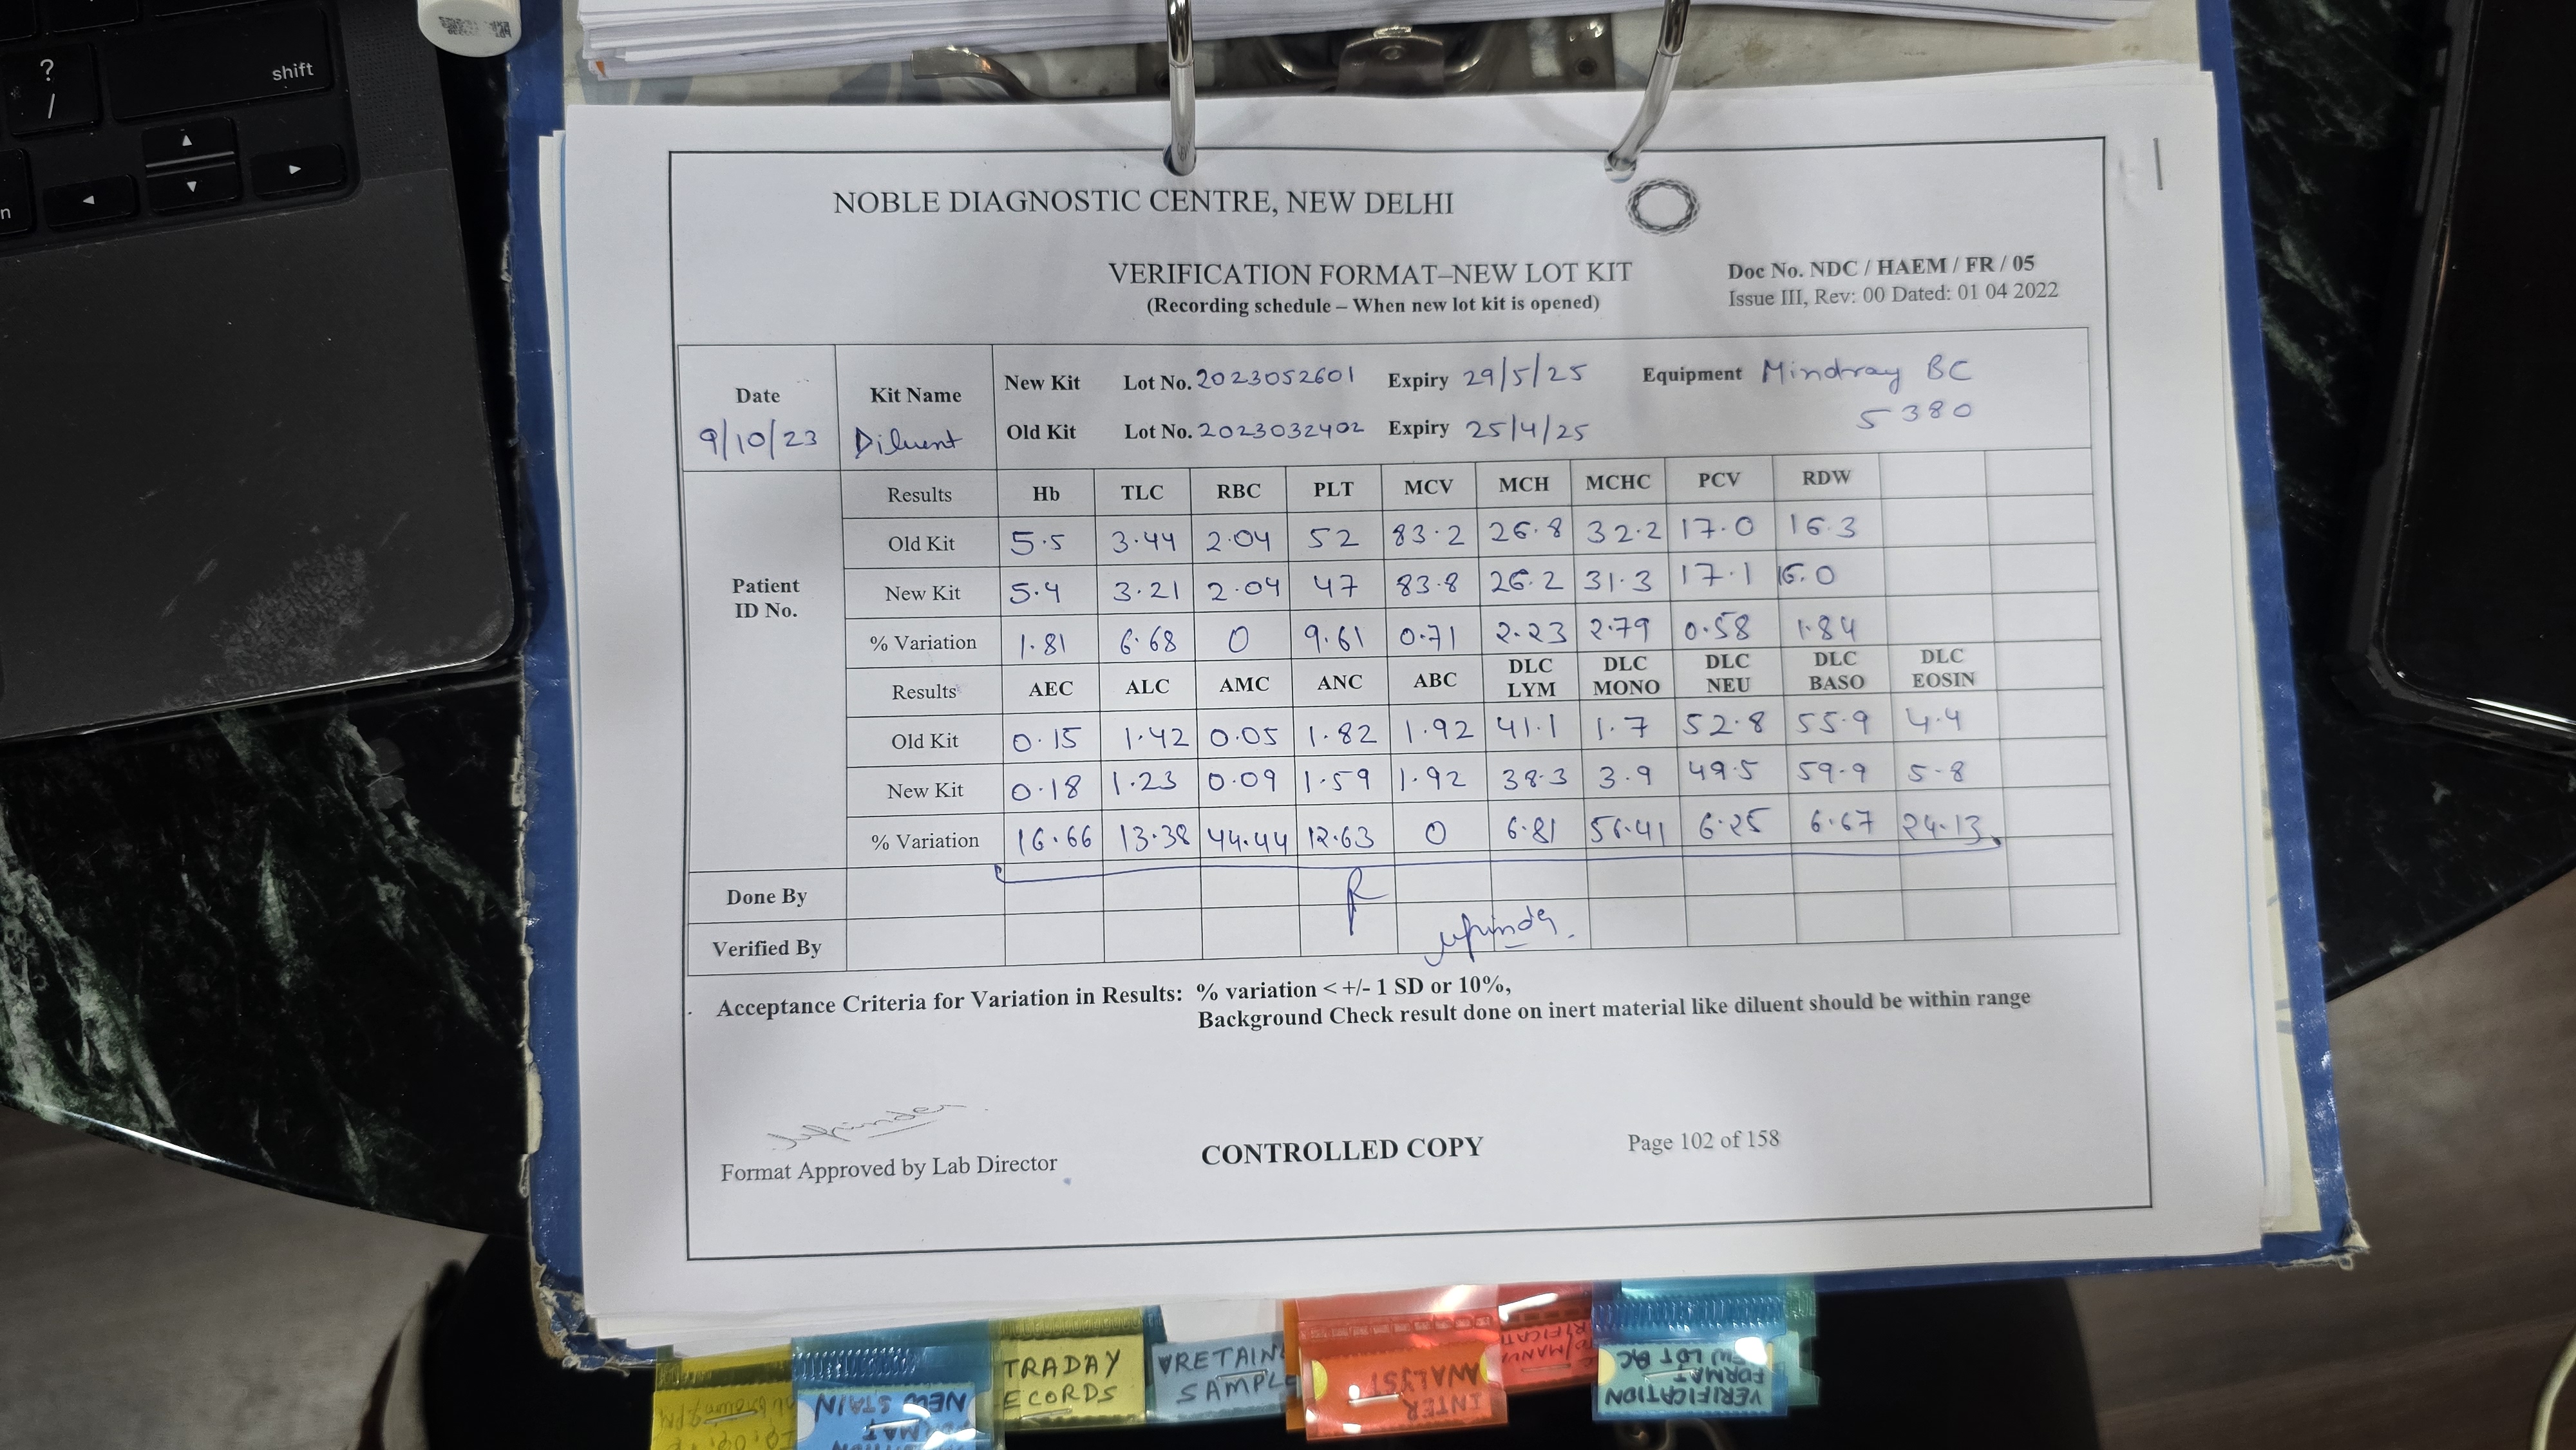 ?
/
shift
n
NOBLE DIAGNOSTIC CENTRE, NEW DELHI
VERIFICATION FORMAT–NEW LOT KIT
(Recording schedule – When new lot kit is opened)
Doc No. NDC / HAEM / FR / 05
Issue III, Rev: 00 Dated: 01 04 2022
Date 9/10/23
Kit Name Diluent
New Kit Lot No. 2023052601 Expiry 29/5/25 Equipment Mindray BC 5380
Old Kit Lot No. 2023032402 Expiry 25/4/25
Patient ID No.
Results Hb TLC RBC PLT MCV MCH MCHC PCV RDW
Old Kit 5.5 3.44 2.04 52 83.2 26.8 32.2 17.0 16.3
New Kit 5.4 3.21 2.04 47 83.8 26.2 31.3 17.1 16.0
% Variation 1.81 6.68 0 9.61 0.71 2.23 2.79 0.58 1.84
Results AEC ALC AMC ANC ABC DLC LYM DLC MONO DLC NEU DLC BASO DLC EOSIN
Old Kit 0.15 1.42 0.05 1.82 1.92 41.1 1.7 52.8 55.9 4.4
New Kit 0.18 1.23 0.09 1.59 1.92 38.3 3.9 49.5 59.9 5.8
% Variation 16.66 13.38 44.44 12.63 0 6.81 56.41 6.25 6.67 24.13
Done By
Verified By
Acceptance Criteria for Variation in Results: % variation < +/- 1 SD or 10%,
Background Check result done on inert material like diluent should be within range
Format Approved by Lab Director
CONTROLLED COPY
Page 102 of 158
NEW STAIN
TRADAY
ECORDS
RETAIN
SAMPLE
INTER
ANALYST
VERIFICATION
FORMAT